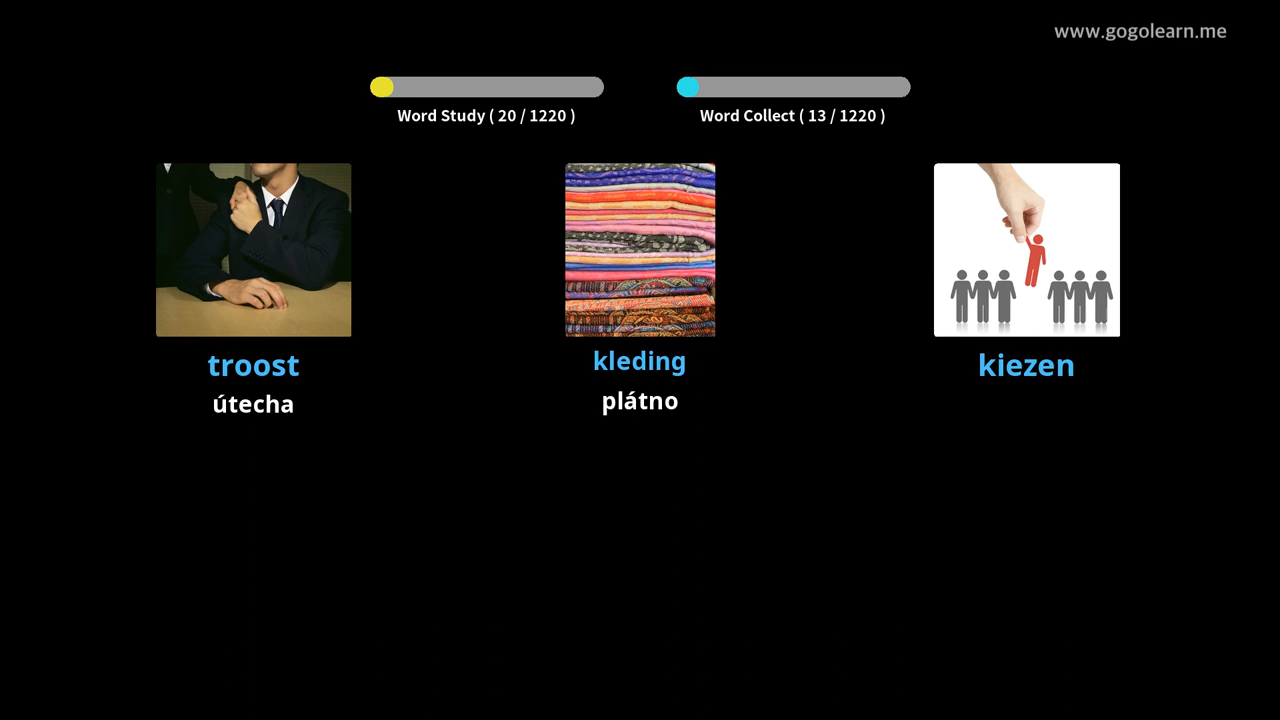 www.gogolearn.me
Word Study ( 20 / 1220 )
Word Collect ( 13 / 1220 )
troost
útecha
kleding
plátno
kiezen